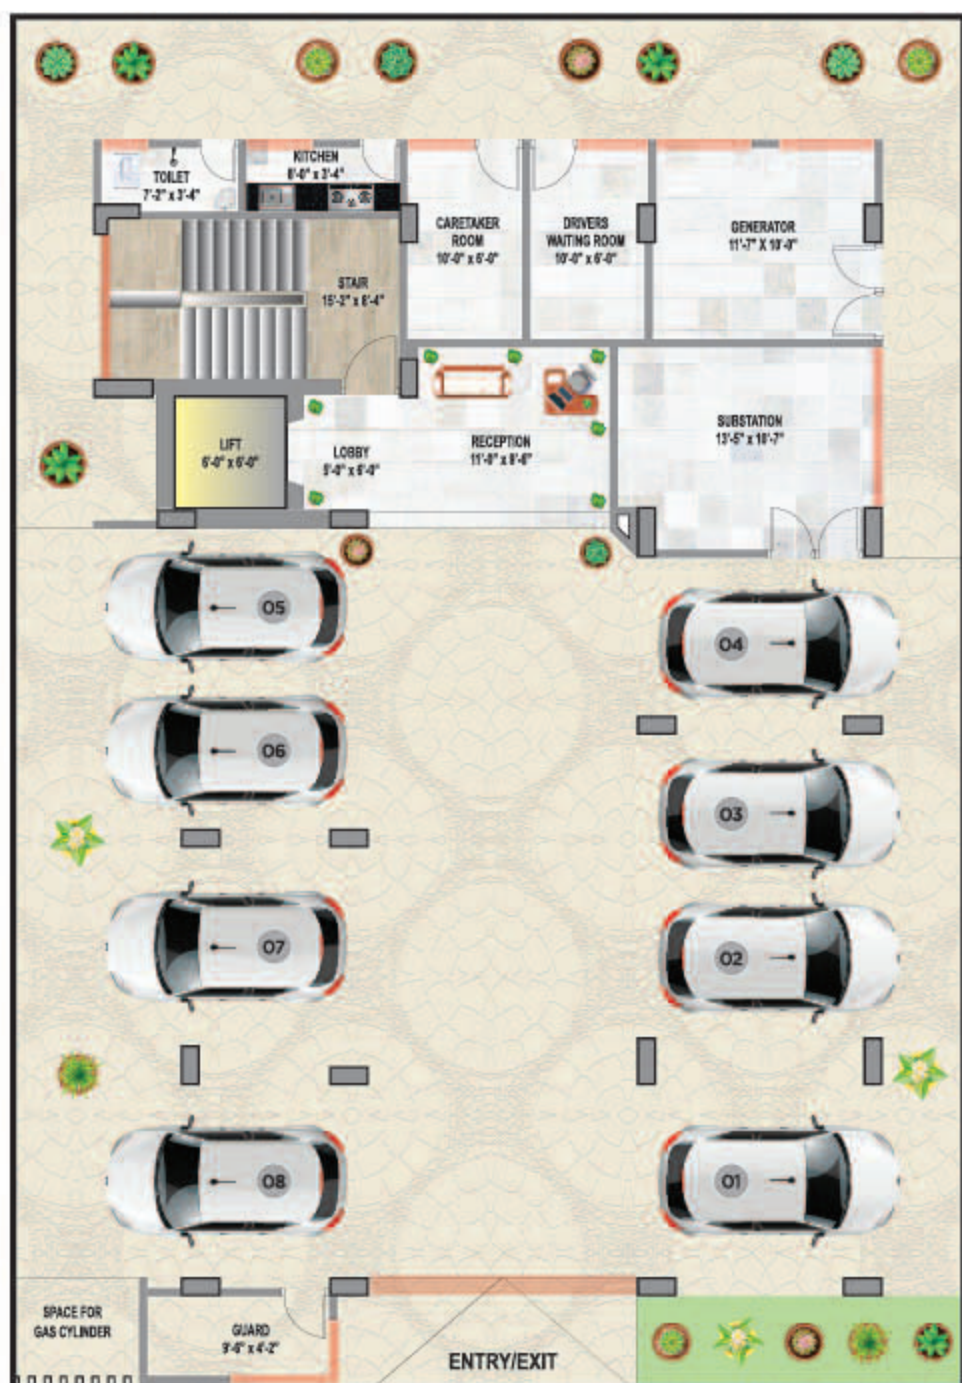 TOILET
7'-2" x 3'-4"
KITCHEN
8'-0" x 3'-4"
CARETAKER
ROOM
10'-0" x 6'-0"
DRIVERS
WAITING ROOM
10'-0" x 6'-0"
GENERATOR
11'-7" X 10'-0"
STAIR
15'-2" x 8'-4"
LIFT
6'-0" x 6'-0"
LOBBY
5'-0" x 6'-0"
RECEPTION
11'-0" x 8'-6"
SUBSTATION
13'-5" x 10'-7"
05
04
06
03
07
02
08
01
SPACE FOR
GAS CYLINDER
GUARD
9'-6" x 4'-2"
ENTRY/EXIT